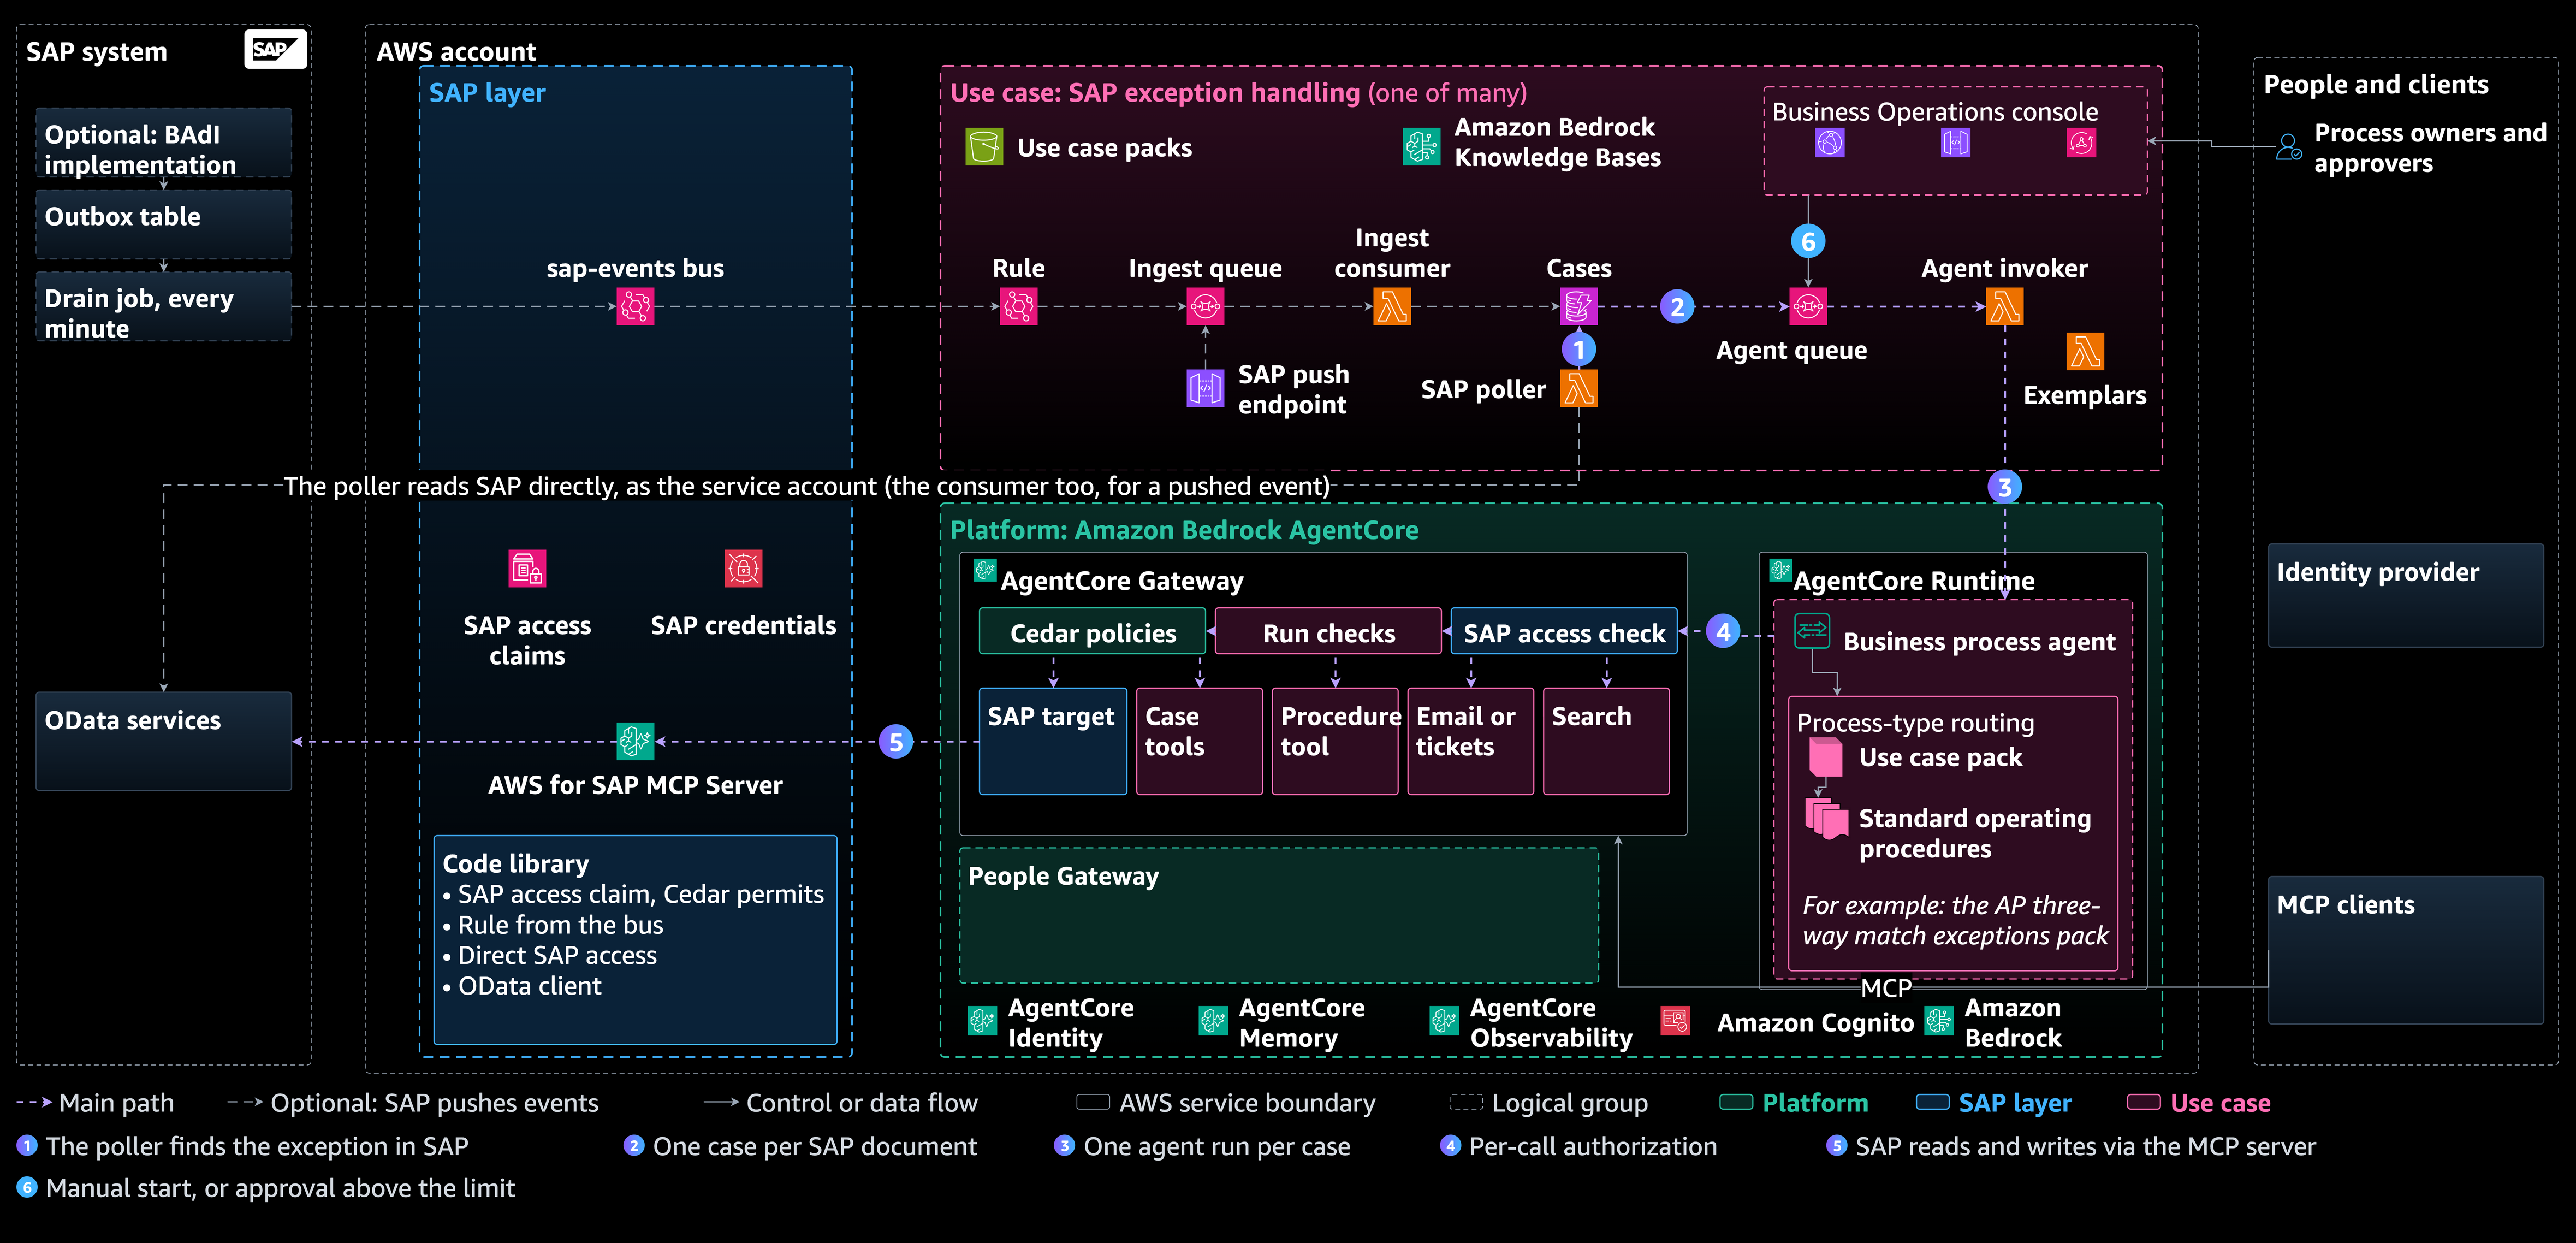 SAP system
SAP
Optional: BAdI
implementation
Outbox table
Drain job, every
minute
OData services
AWS account
SAP layer
sap-events bus
The poller reads SAP directly, as the service account (the consumer too, for a pushed event)
SAP access
claims
SAP credentials
AWS for SAP MCP Server
Code library
• SAP access claim, Cedar permits
• Rule from the bus
• Direct SAP access
• OData client
Use case: SAP exception handling (one of many)
Use case packs
Amazon Bedrock
Knowledge Bases
Business Operations console
Rule
Ingest queue
Ingest
consumer
Cases
2
6
Agent invoker
Agent queue
1
SAP push
endpoint
SAP poller
Exemplars
3
Platform: Amazon Bedrock AgentCore
AgentCore Gateway
Cedar policies
Run checks
SAP access check
4
5
SAP target
Case
tools
Procedure
tool
Email or
tickets
Search
People Gateway
AgentCore Runtime
Business process agent
Process-type routing
Use case pack
Standard operating
procedures
For example: the AP three-
way match exceptions pack
MCP
AgentCore
Identity
AgentCore
Memory
AgentCore
Observability
Amazon Cognito
Amazon
Bedrock
People and clients
Process owners and
approvers
Identity provider
MCP clients
Main path
Optional: SAP pushes events
Control or data flow
AWS service boundary
Logical group
Platform
SAP layer
Use case
1 The poller finds the exception in SAP
2 One case per SAP document
3 One agent run per case
4 Per-call authorization
5 SAP reads and writes via the MCP server
6 Manual start, or approval above the limit